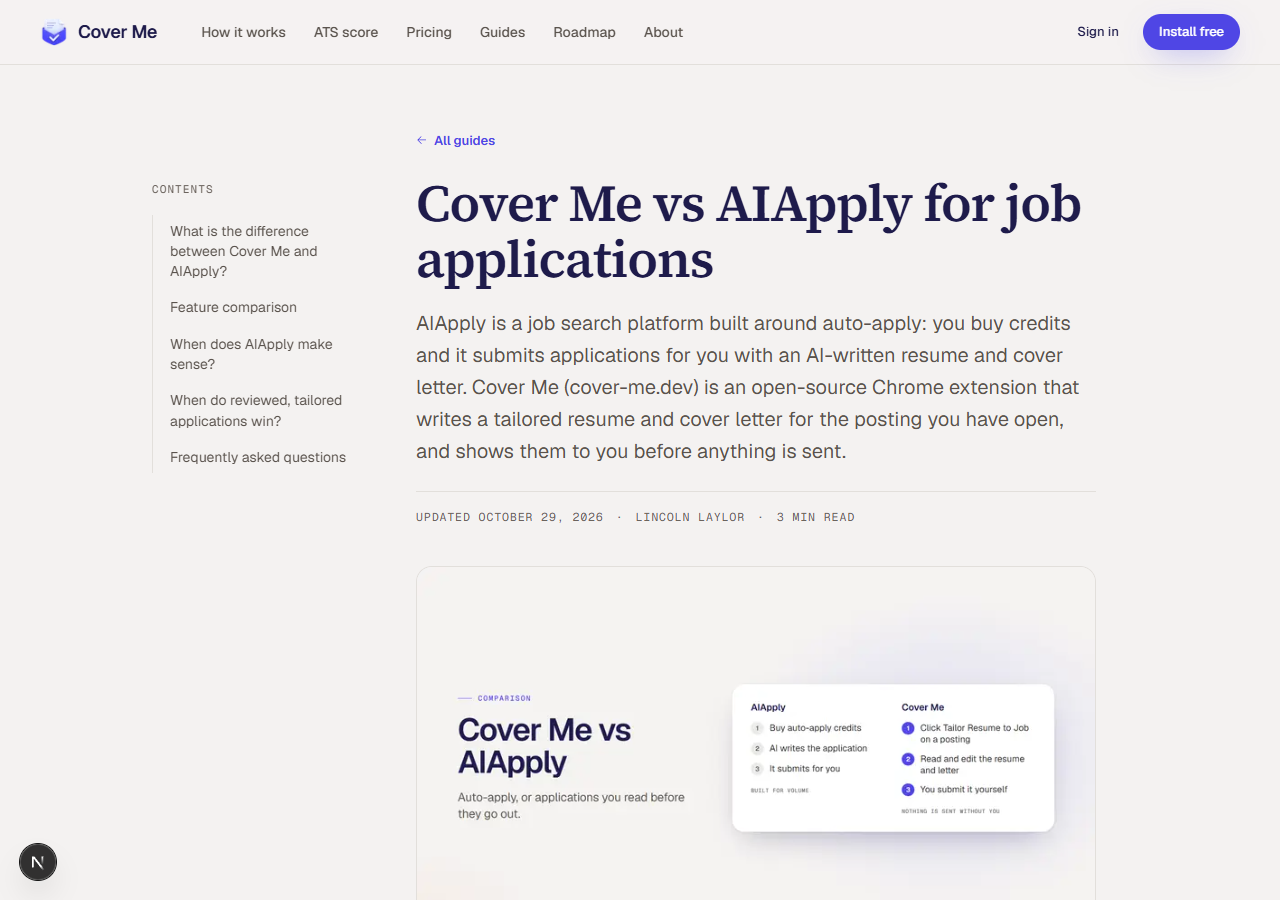 Cover Me
How it works
ATS score
Pricing
Guides
Roadmap
About
Sign in
Install free
← All guides
CONTENTS
What is the difference
between Cover Me and
AIApply?
Feature comparison
When does AIApply make
sense?
When do reviewed, tailored
applications win?
Frequently asked questions
Cover Me vs AIApply for job
applications
AIApply is a job search platform built around auto-apply: you buy credits
and it submits applications for you with an AI-written resume and cover
letter. Cover Me (cover-me.dev) is an open-source Chrome extension that
writes a tailored resume and cover letter for the posting you have open,
and shows them to you before anything is sent.
UPDATED OCTOBER 29, 2026 · LINCOLN LAYLOR · 3 MIN READ
COMPARISON
Cover Me vs
AIApply
Auto-apply, or applications you read before
they go out.
AIApply
1 Buy auto-apply credits
2 AI writes the application
3 It submits for you
BUILT FOR VOLUME
Cover Me
1 Click Tailor Resume to Job
on a posting
2 Read and edit the resume
and letter
3 You submit it yourself
NOTHING IS SENT WITHOUT YOU
N